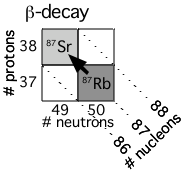 β-decay
# protons
38
37
⁸⁷Sr
⁸⁷Rb
49 50
# neutrons
86
87
88
# nucleons